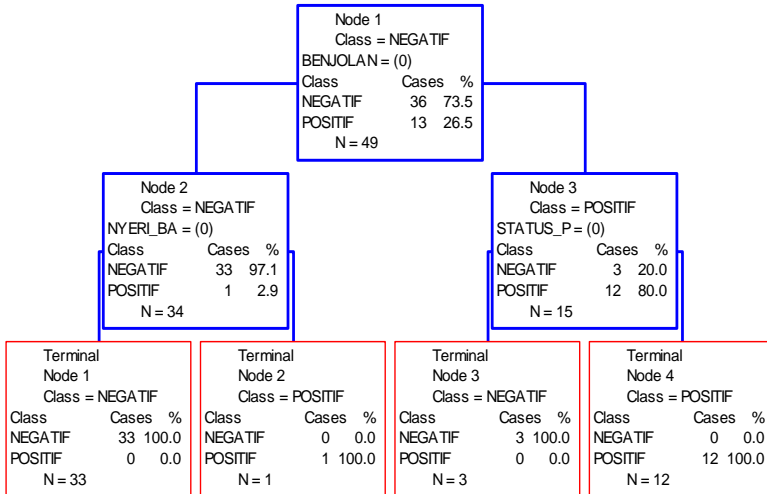 Node 1
Class = NEGATIF
BENJOLAN = (0)
Class Cases %
NEGATIF 36 73.5
POSITIF 13 26.5
N = 49
Node 2
Class = NEGATIF
NYERI_BA = (0)
Class Cases %
NEGATIF 33 97.1
POSITIF 1 2.9
N = 34
Node 3
Class = POSITIF
STATUS_P = (0)
Class Cases %
NEGATIF 3 20.0
POSITIF 12 80.0
N = 15
Terminal
Node 1
Class = NEGATIF
Class Cases %
NEGATIF 33 100.0
POSITIF 0 0.0
N = 33
Terminal
Node 2
Class = POSITIF
Class Cases %
NEGATIF 0 0.0
POSITIF 1 100.0
N = 1
Terminal
Node 3
Class = NEGATIF
Class Cases %
NEGATIF 3 100.0
POSITIF 0 0.0
N = 3
Terminal
Node 4
Class = POSITIF
Class Cases %
NEGATIF 0 0.0
POSITIF 12 100.0
N = 12